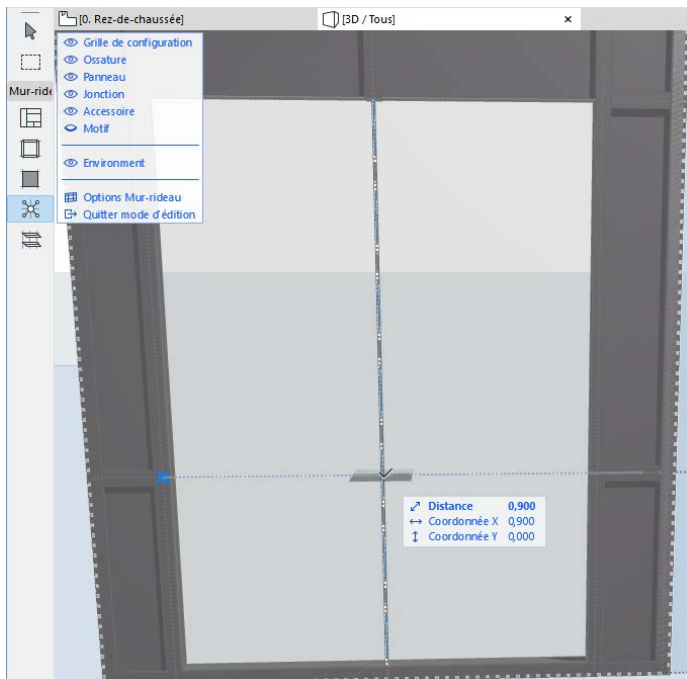 [0. Rez-de-chaussée]
[3D / Tous]
Grille de configuration
Ossature
Panneau
Jonction
Accessoire
Motif
Environment
Options Mur-rideau
Quitter mode d'édition
Mur-ride
Distance 0,900
Coordonnée X 0,900
Coordonnée Y 0,000